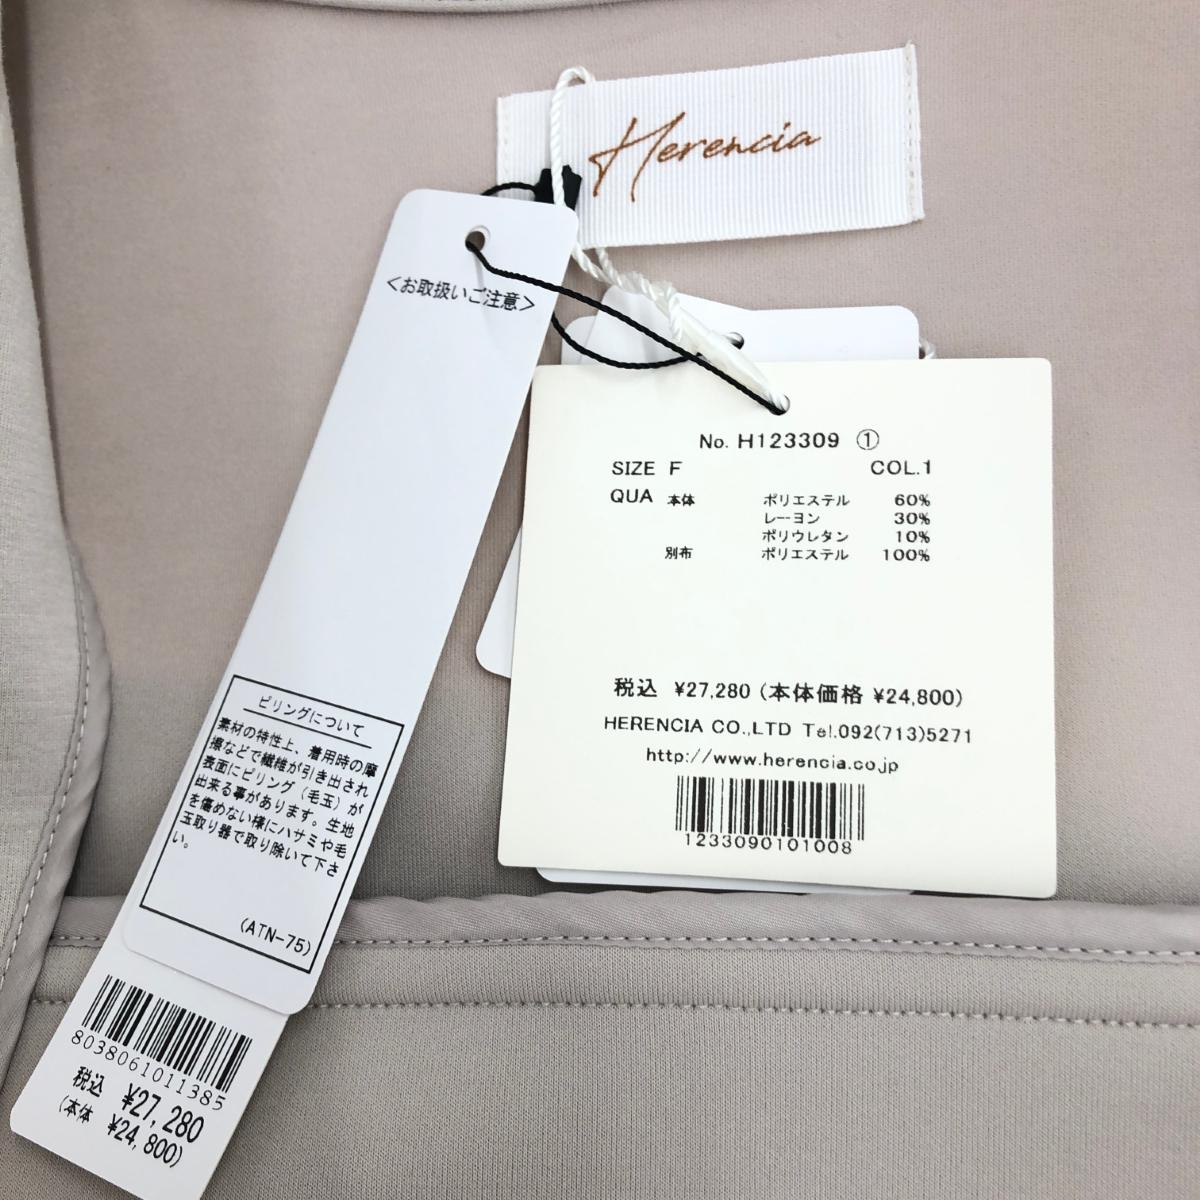 Herencia
<お取扱いご注意>
No. H123309 ①
SIZE F COL.1
QUA 本体 ポリエステル 60%
レーヨン 30%
ポリウレタン 10%
別布 ポリエステル 100%
税込 ¥27,280 (本体価格 ¥24,800)
HERENCIA CO.,LTD Tel.092(713)5271
http://www.herencia.co.jp
1233090101008
ピリングについて
素材の特性上、着用時の摩
擦などで繊維が引き出され
表面にピリング(毛玉)が
出来る事があります。生地
を傷めない様にハサミや毛
玉取り器で取り除いて下さ
い。
(ATN-75)
8038061011385
税込 ¥27,280
(本体 ¥24,800)